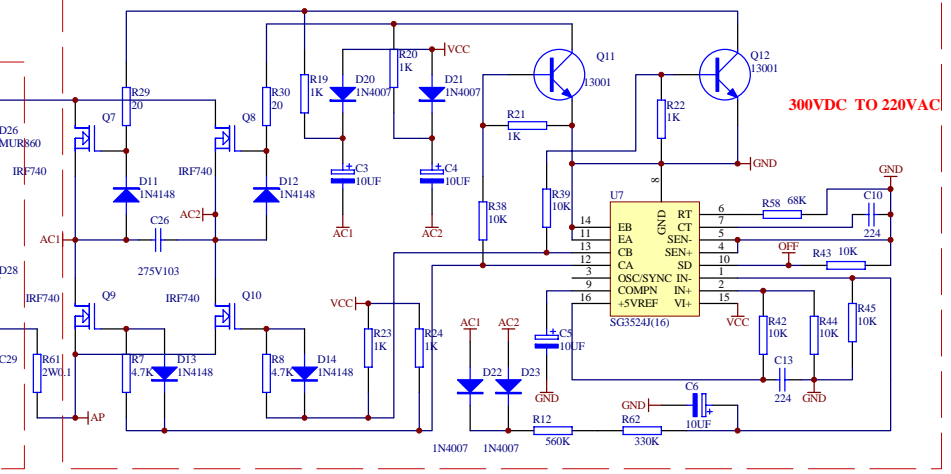 R29
20
R30
20
R19
1K
D20
1N4007
R20
1K
D21
1N4007
VCC
Q11
13001
Q12
13001
300VDC TO 220VAC
D26
MUR860
Q7
Q8
IRF740
IRF740
R21
1K
R22
1K
GND
D11
1N4148
D12
1N4148
C3
10UF
C4
10UF
AC1
AC2
R38
10K
R39
10K
AC2
C26
275V103
AC1
U7
8
GND
14
11
13
12
3
9
16
EB
EA
CB
CA
OSC/SYNC
COMPN
+5VREF
RT
CT
SEN-
SEN+
SD
IN-
IN+
VI+
6
7
5
4
10
1
2
15
SG3524J(16)
R58
68K
GND
C10
224
OFF
R43
10K
D28
IRF740
IRF740
Q9
Q10
VCC
R23
1K
R24
1K
AC1
AC2
C5
10UF
GND
VCC
R42
10K
R44
10K
R45
10K
C13
224
GND
C29
R61
2W0.1
R7
4.7K
D13
1N4148
R8
4.7K
D14
1N4148
AP
D22
D23
1N4007
1N4007
R12
560K
R62
330K
GND
C6
10UF